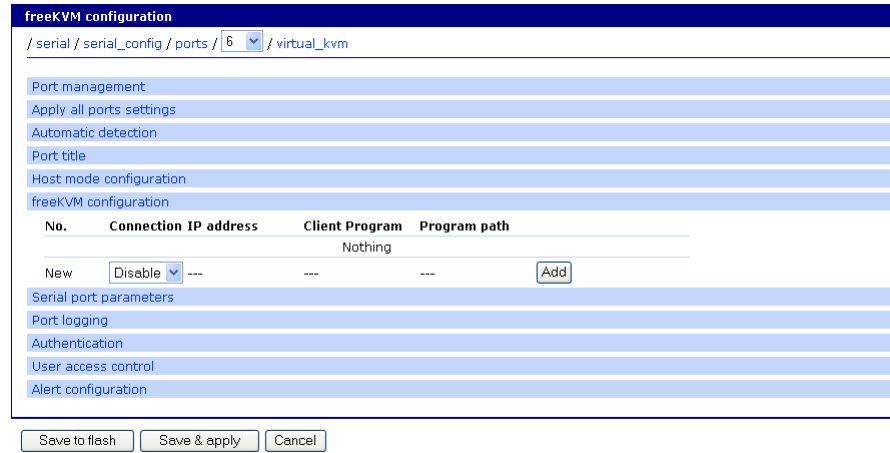 freeKVM configuration
/ serial / serial_config / ports / 6 / virtual_kvm
Port management
Apply all ports settings
Automatic detection
Port title
Host mode configuration
freeKVM configuration
No. Connection IP address Client Program Program path
Nothing
New Disable --- --- --- Add
Serial port parameters
Port logging
Authentication
User access control
Alert configuration
Save to flash Save & apply Cancel